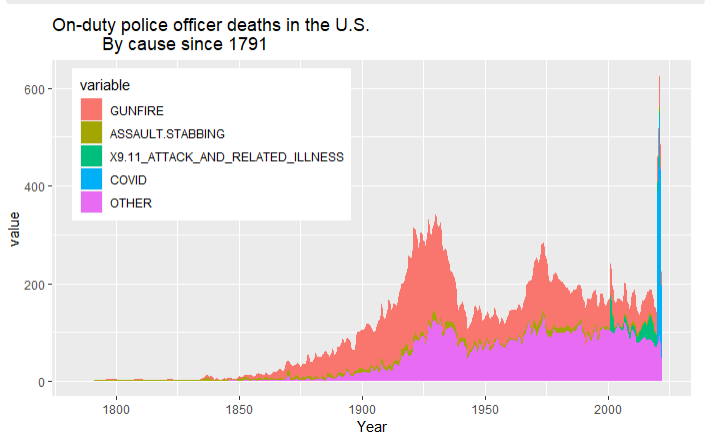 On-duty police officer deaths in the U.S.
By cause since 1791
variable
GUNFIRE
ASSAULT.STABBING
X9.11_ATTACK_AND_RELATED_ILLNESS
COVID
OTHER
value
600
400
200
0
1800 1850 1900 1950 2000
Year